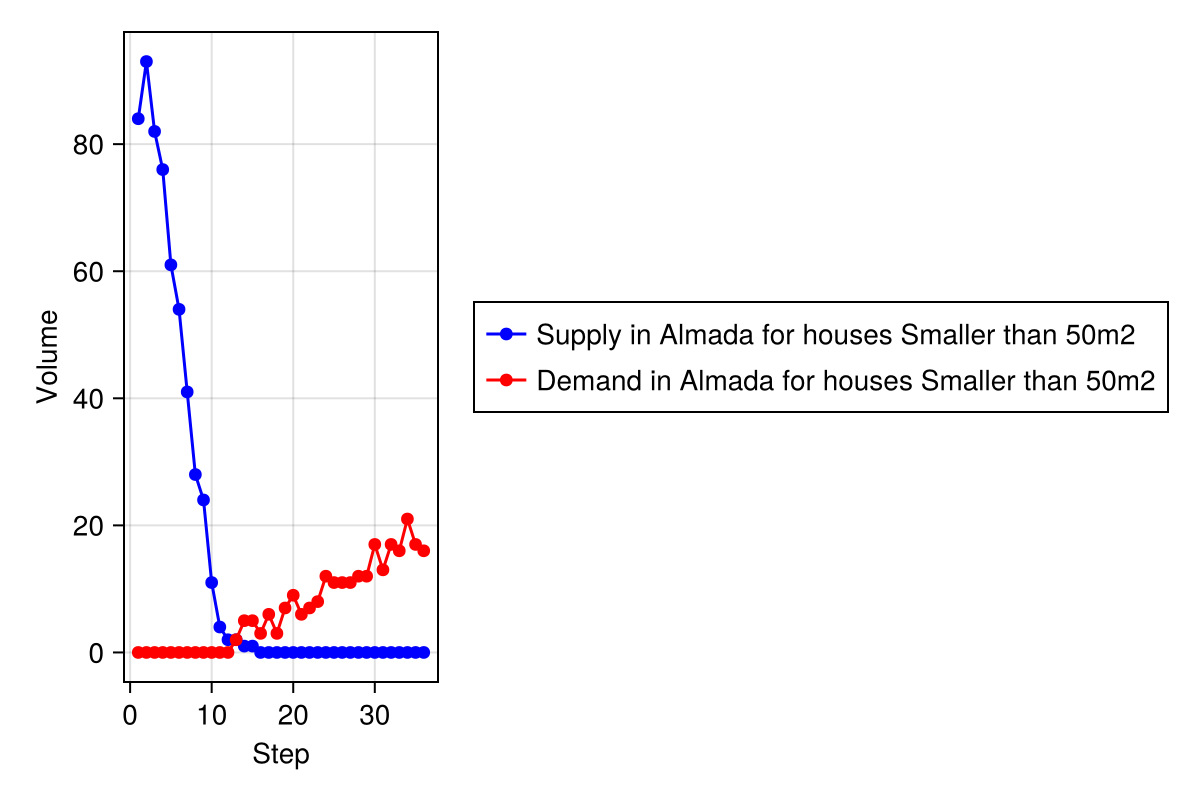 Volume
80
60
40
20
0
0 10 20 30
Step
Supply in Almada for houses Smaller than 50m2
Demand in Almada for houses Smaller than 50m2